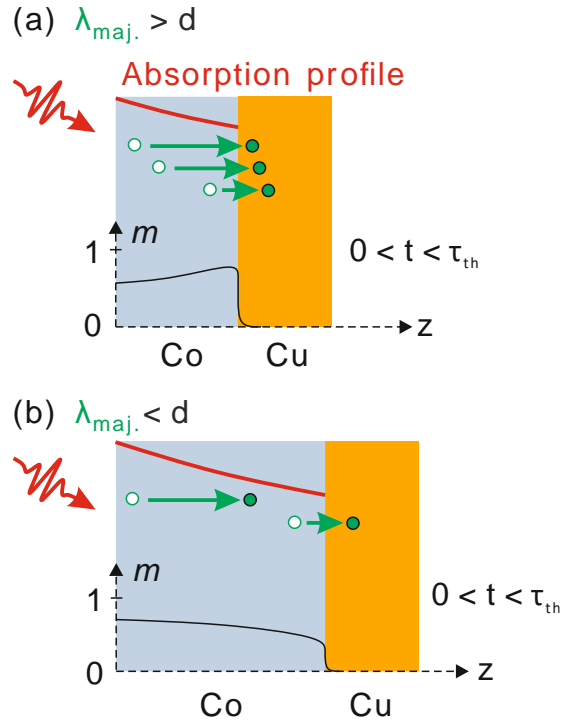 (a) λmaj. > d
Absorption profile
m
1
0 < t < τth
0
z
Co Cu
(b) λmaj. < d
m
1
0 < t < τth
0
z
Co Cu